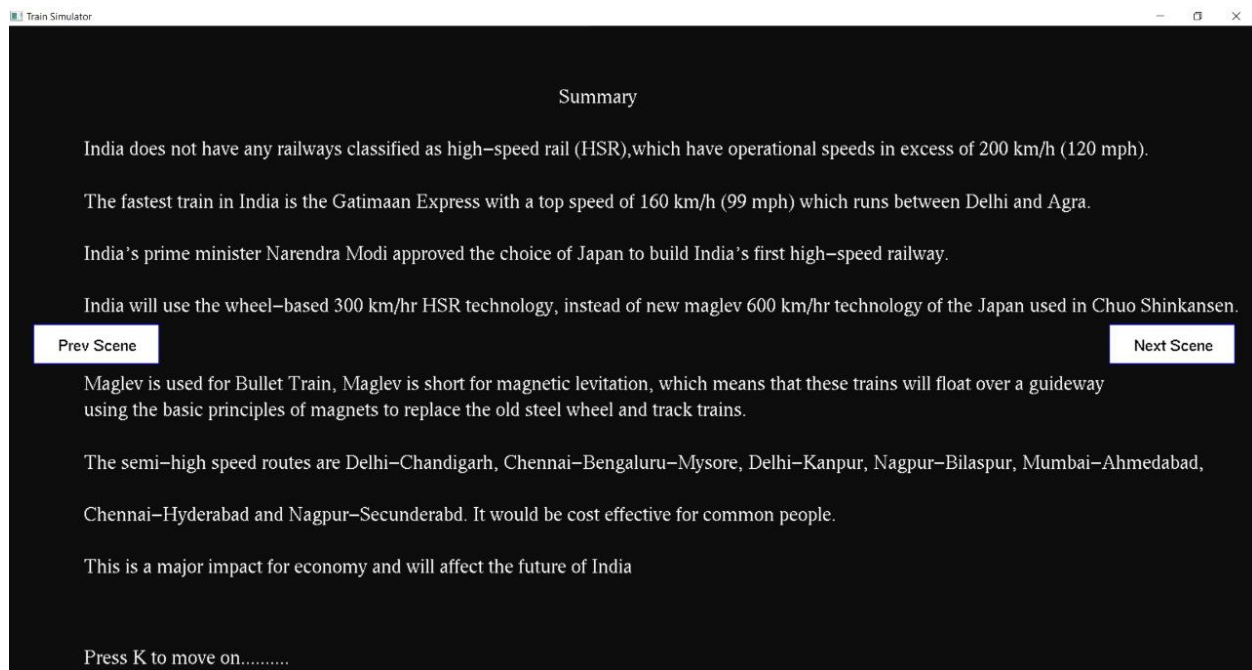 Train Simulator
Summary
India does not have any railways classified as high−speed rail (HSR),which have operational speeds in excess of 200 km/h (120 mph).
The fastest train in India is the Gatimaan Express with a top speed of 160 km/h (99 mph) which runs between Delhi and Agra.
India's prime minister Narendra Modi approved the choice of Japan to build India's first high−speed railway.
India will use the wheel−based 300 km/hr HSR technology, instead of new maglev 600 km/hr technology of the Japan used in Chuo Shinkansen.
Prev Scene
Next Scene
Maglev is used for Bullet Train, Maglev is short for magnetic levitation, which means that these trains will float over a guideway
using the basic principles of magnets to replace the old steel wheel and track trains.
The semi−high speed routes are Delhi−Chandigarh, Chennai−Bengaluru−Mysore, Delhi−Kanpur, Nagpur−Bilaspur, Mumbai−Ahmedabad,
Chennai−Hyderabad and Nagpur−Secunderabd. It would be cost effective for common people.
This is a major impact for economy and will affect the future of India
Press K to move on..........